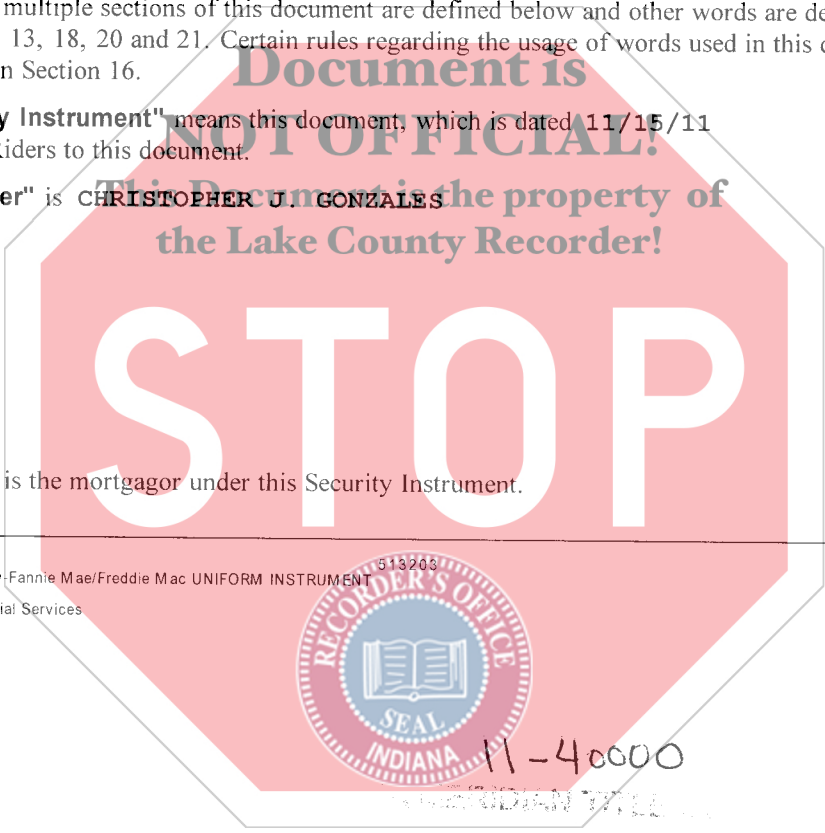 multiple sections of this document are defined below and other words are de
13, 18, 20 and 21. Certain rules regarding the usage of words used in this
n Section 16.
Document is
y Instrument" means this document, which is dated 11/15/11
NOT OFFICIAL!
Riders to this document.
er" is CHRISTOPHER J. GONZALES
This Document is the property of
the Lake County Recorder!
STOP
is the mortgagor under this Security Instrument.
-Fannie Mae/Freddie Mac UNIFORM INSTRUMENT
513203
ial Services
RECORDER'S OFFICE
SEAL
INDIANA
11-40000
MERIDIAN TITLE